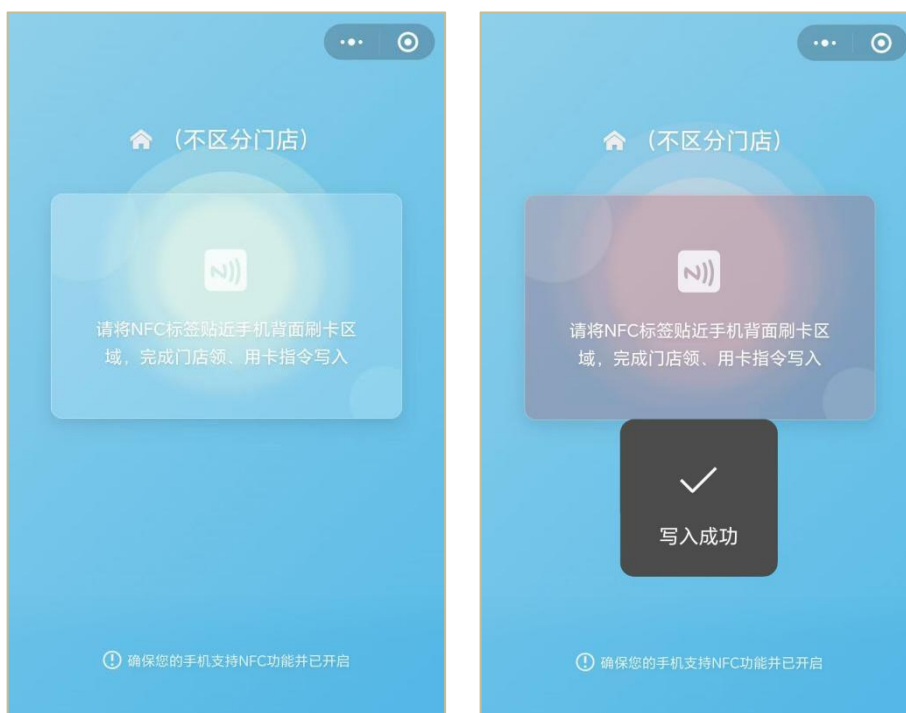 （不区分门店）
请将NFC标签贴近手机背面刷卡区
域，完成门店领、用卡指令写入
确保您的手机支持NFC功能并已开启
（不区分门店）
请将NFC标签贴近手机背面刷卡区
域，完成门店领、用卡指令写入
写入成功
确保您的手机支持NFC功能并已开启